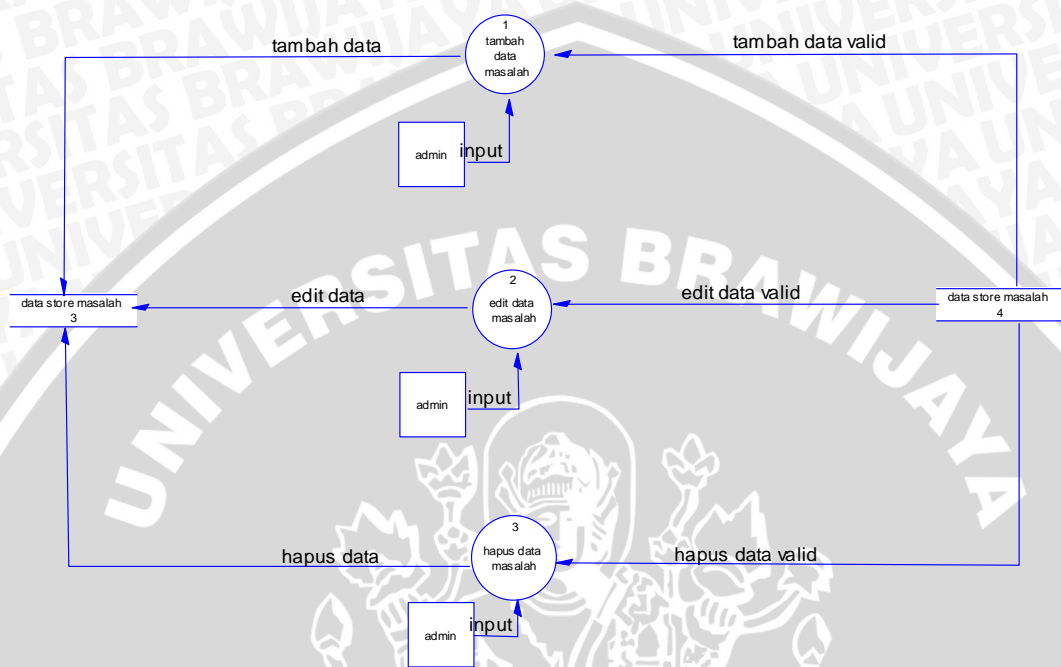 1
tambah
data
masalah
tambah data
tambah data valid
admin
input
UNIVERSITAS BRAWIJAYA
2
edit data
masalah
edit data
edit data valid
data store masalah
3
data store masalah
4
admin
input
3
hapus data
masalah
hapus data
hapus data valid
admin
input